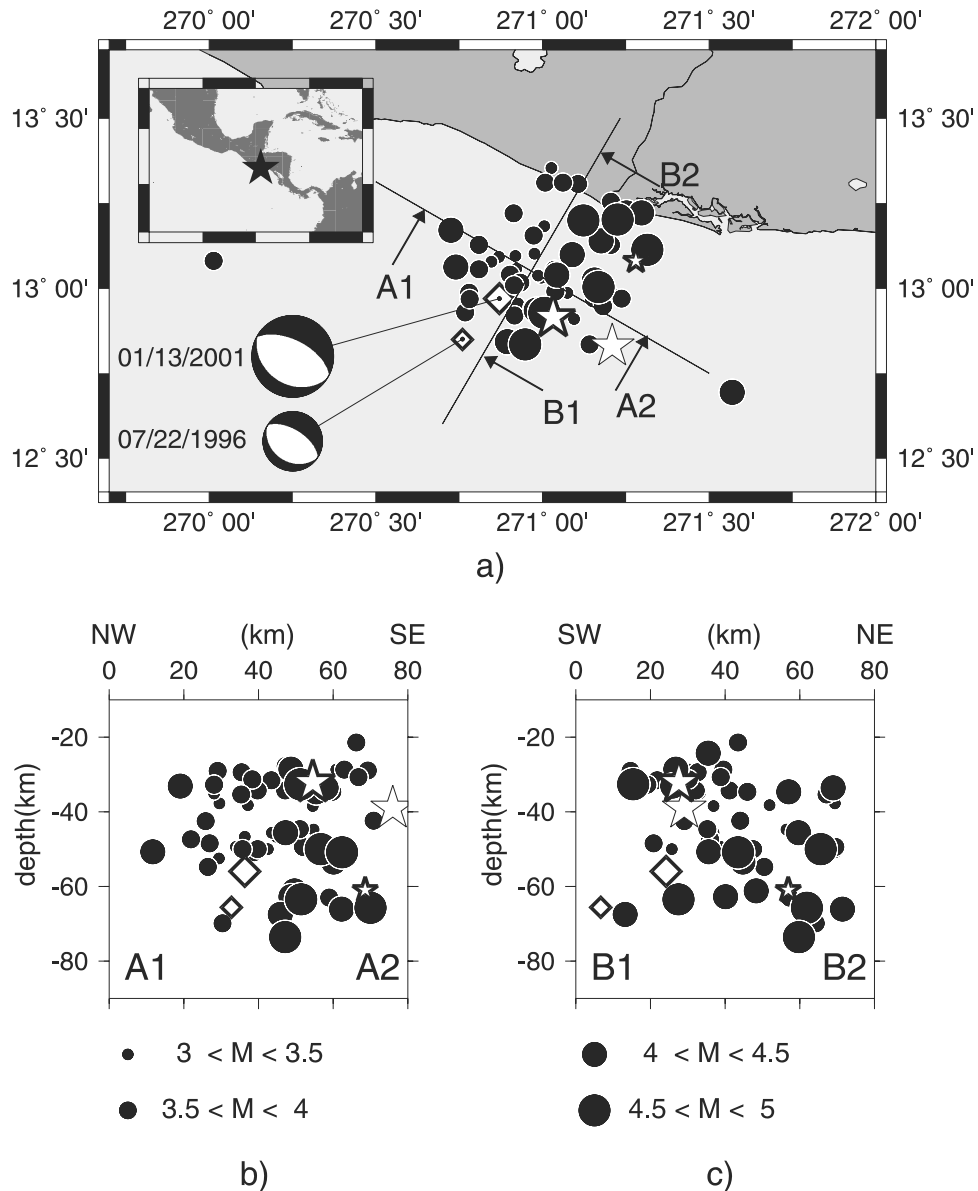 270˚ 00' 270˚ 30' 271˚ 00' 271˚ 30' 272˚ 00'
13˚ 30' 13˚ 30'
B2
A1
13˚ 00' 13˚ 00'
01/13/2001
B1 A2
07/22/1996
12˚ 30' 12˚ 30'
270˚ 00' 270˚ 30' 271˚ 00' 271˚ 30' 272˚ 00'
a)
NW (km) SE
0 20 40 60 80
depth(km)
-20
-40
-60
-80
A1 A2
SW (km) NE
0 20 40 60 80
depth(km)
-20
-40
-60
-80
B1 B2
3 < M < 3.5
3.5 < M < 4
4 < M < 4.5
4.5 < M < 5
b)
c)